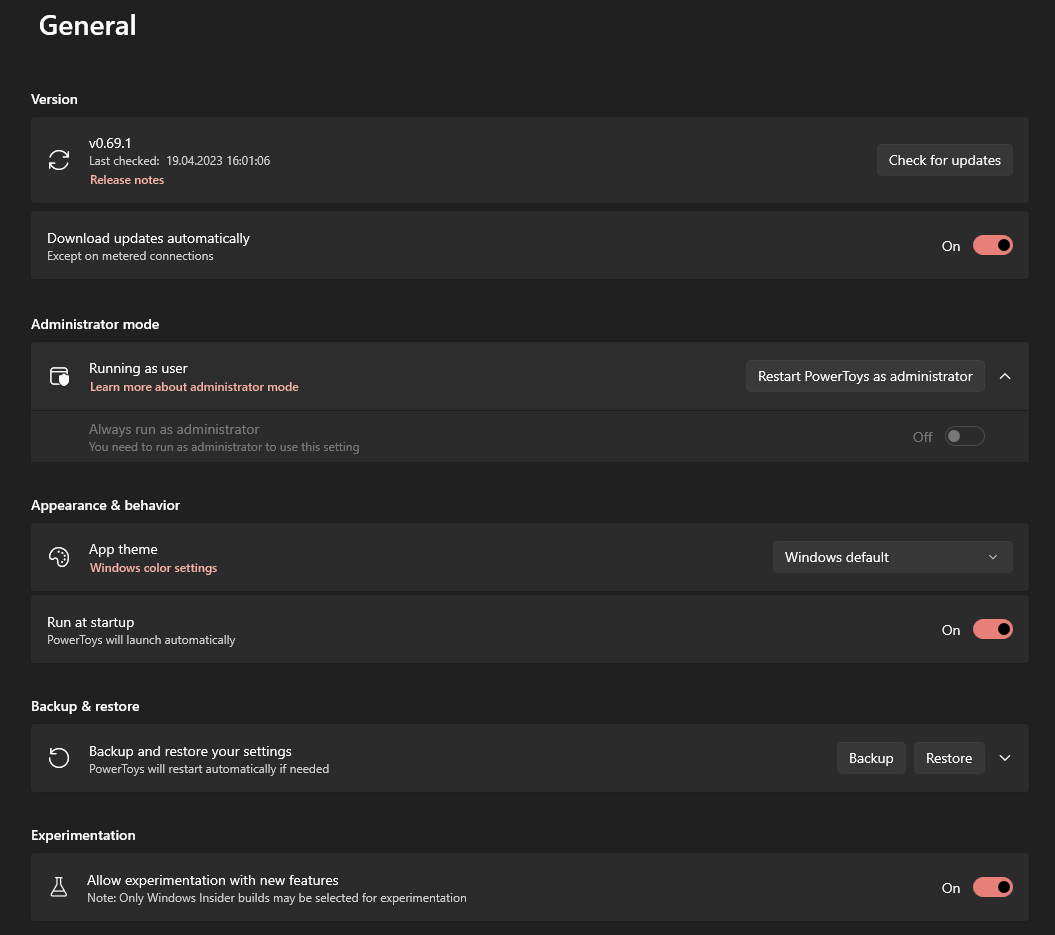 General
Version
v0.69.1
Last checked: 19.04.2023 16:01:06
Release notes
Check for updates
Download updates automatically
Except on metered connections
On
Administrator mode
Running as user
Learn more about administrator mode
Restart PowerToys as administrator
Always run as administrator
You need to run as administrator to use this setting
Off
Appearance & behavior
App theme
Windows color settings
Windows default
Run at startup
PowerToys will launch automatically
On
Backup & restore
Backup and restore your settings
PowerToys will restart automatically if needed
Backup
Restore
Experimentation
Allow experimentation with new features
Note: Only Windows Insider builds may be selected for experimentation
On